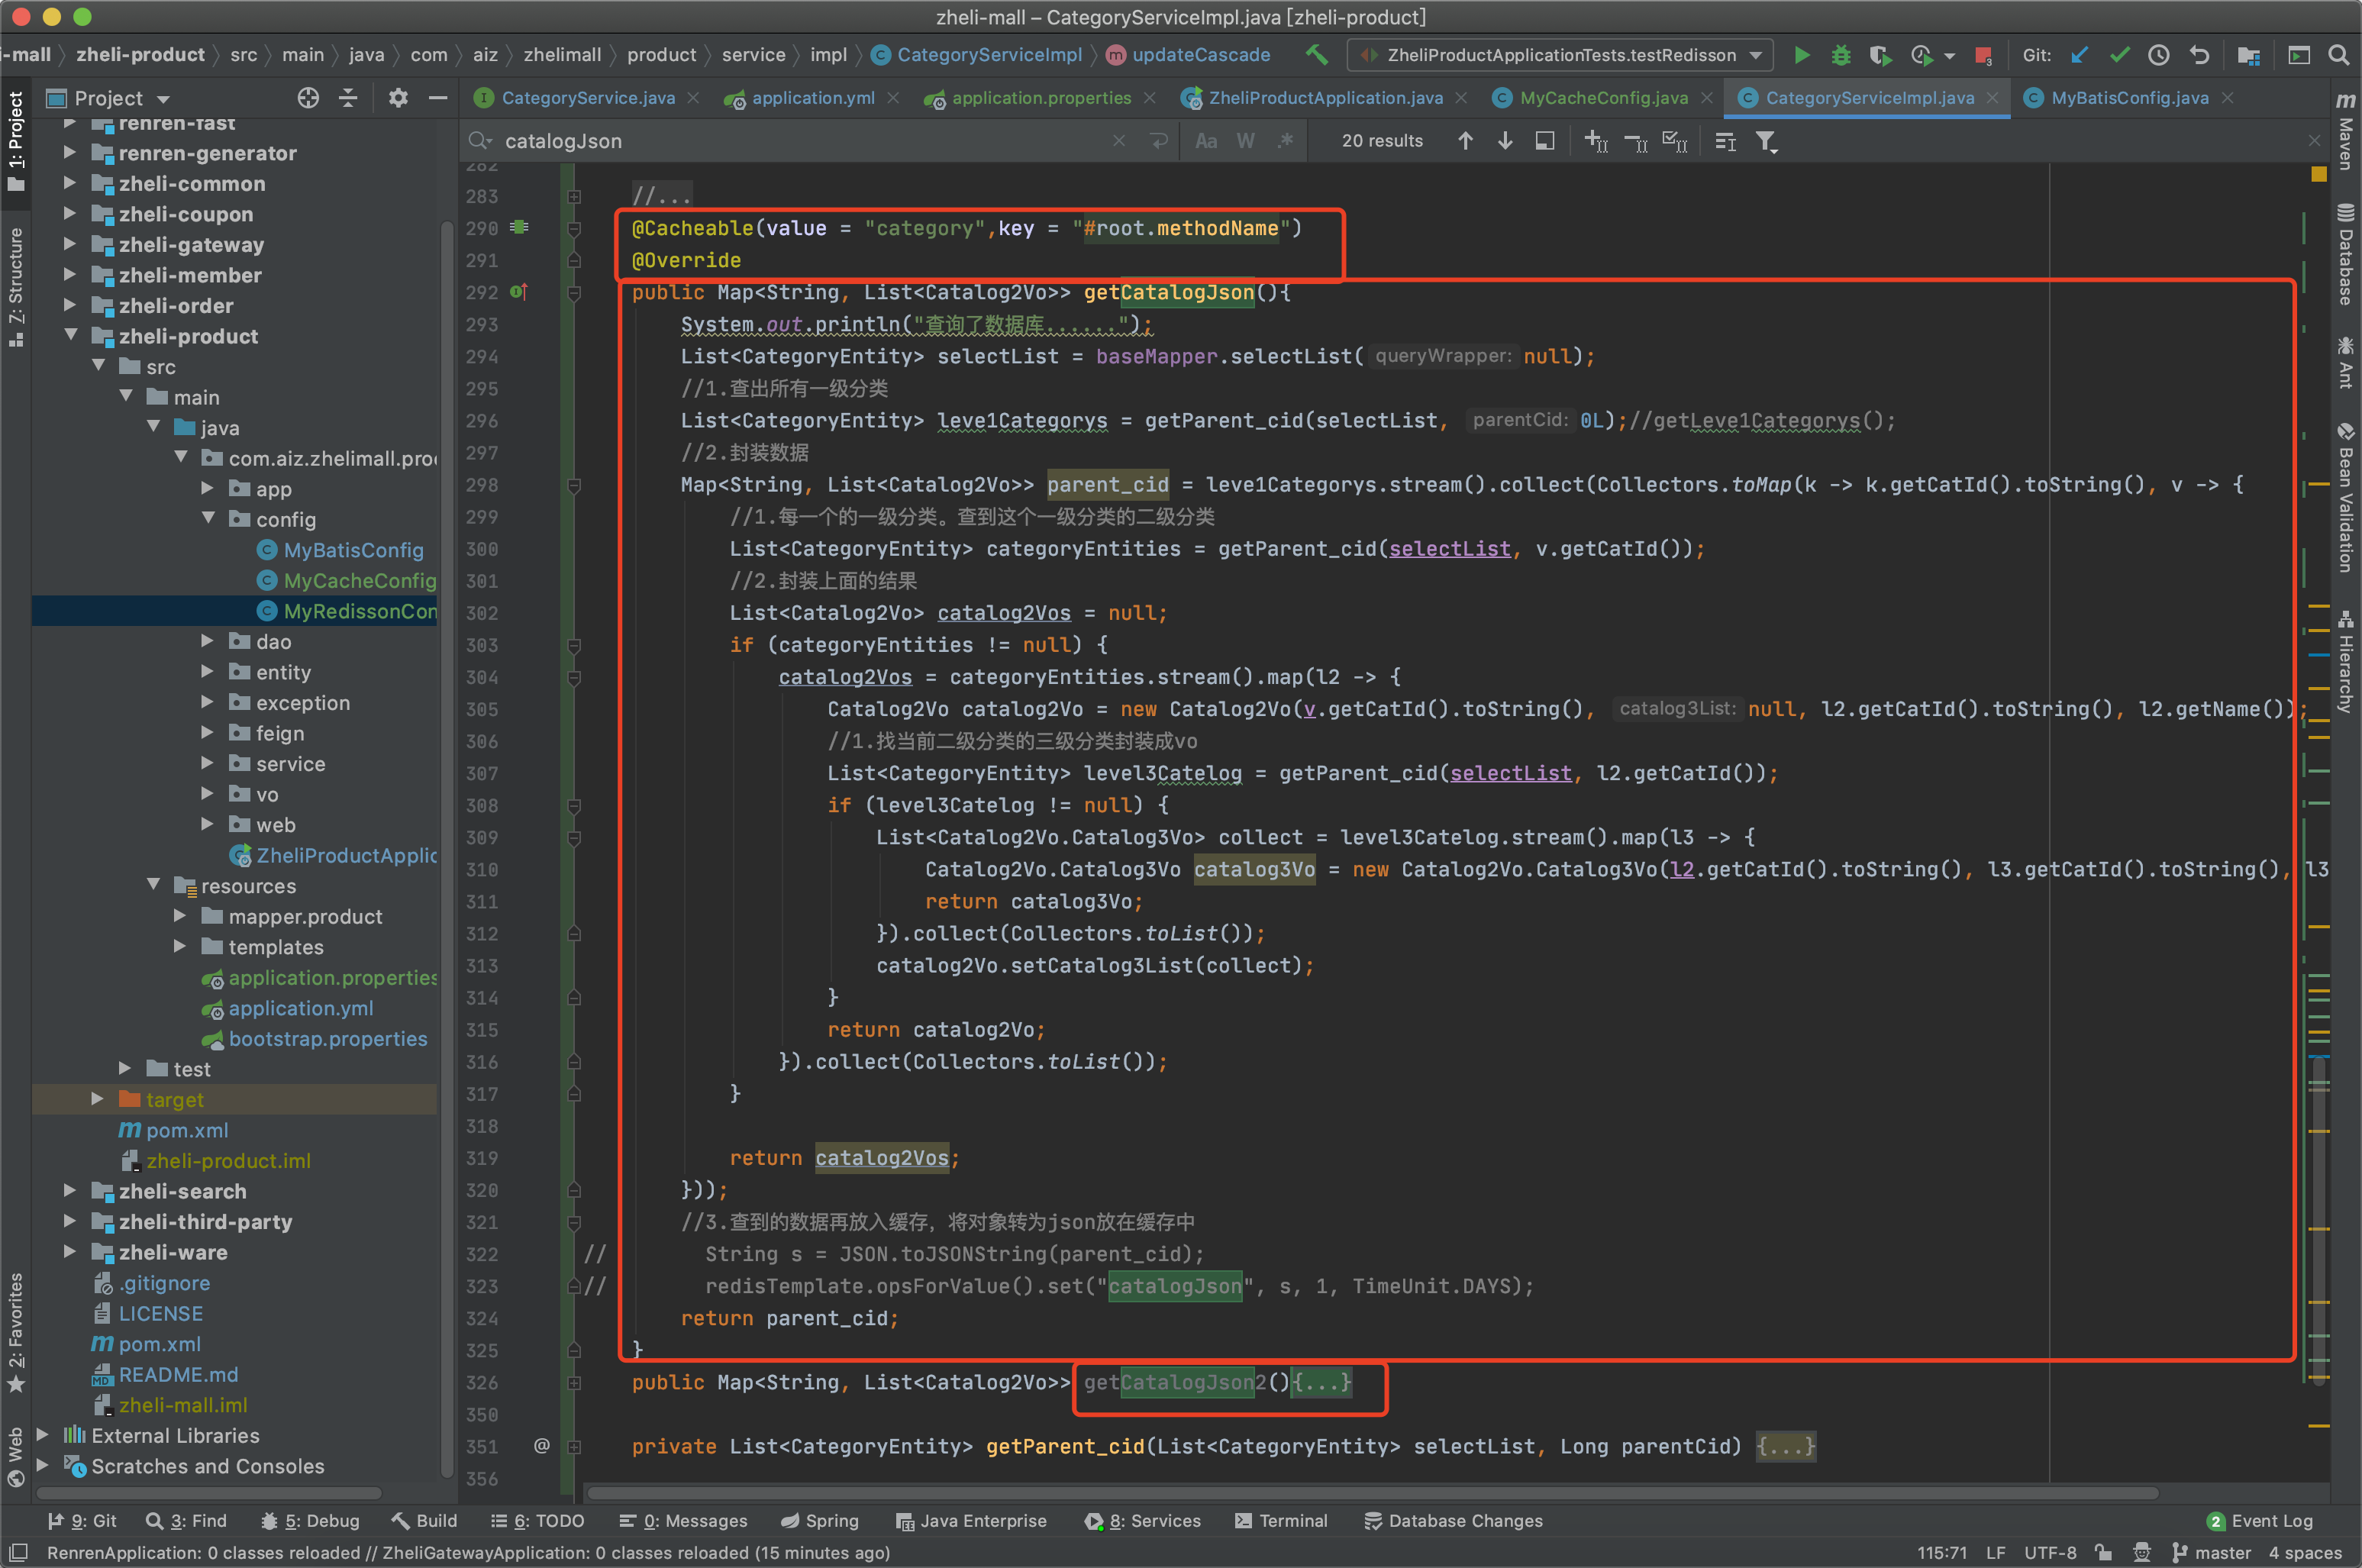 zheli-mall – CategoryServiceImpl.java [zheli-product]
i-mall zheli-product src main java com aiz zhelimall product service impl CategoryServiceImpl updateCascade ZheliProductApplicationTests.testRedisson Git:
Project
CategoryService.java application.yml application.properties ZheliProductApplication.java MyCacheConfig.java CategoryServiceImpl.java MyBatisConfig.java
catalogJson Aa W .* 20 results
1: Project
Z: Structure
2: Favorites
Web
renren-fast
renren-generator
zheli-common
zheli-coupon
zheli-gateway
zheli-member
zheli-order
zheli-product
src
main
java
com.aiz.zhelimall.pro
app
config
MyBatisConfig
MyCacheConfig
MyRedissonCon
dao
entity
exception
feign
service
vo
web
ZheliProductApplic
resources
mapper.product
templates
application.properties
application.yml
bootstrap.properties
test
target
pom.xml
zheli-product.iml
zheli-search
zheli-third-party
zheli-ware
.gitignore
LICENSE
pom.xml
README.md
zheli-mall.iml
External Libraries
Scratches and Consoles
282
283 //...
290 @Cacheable(value = "category",key = "#root.methodName")
291 @Override
292 public Map<String, List<Catalog2Vo>> getCatalogJson(){
293 System.out.println("查询了数据库......");
294 List<CategoryEntity> selectList = baseMapper.selectList( queryWrapper: null);
295 //1.查出所有一级分类
296 List<CategoryEntity> leve1Categorys = getParent_cid(selectList, parentCid: 0L);//getLeve1Categorys();
297 //2.封装数据
298 Map<String, List<Catalog2Vo>> parent_cid = leve1Categorys.stream().collect(Collectors.toMap(k -> k.getCatId().toString(), v -> {
299 //1.每一个的一级分类。查到这个一级分类的二级分类
300 List<CategoryEntity> categoryEntities = getParent_cid(selectList, v.getCatId());
301 //2.封装上面的结果
302 List<Catalog2Vo> catalog2Vos = null;
303 if (categoryEntities != null) {
304 catalog2Vos = categoryEntities.stream().map(l2 -> {
305 Catalog2Vo catalog2Vo = new Catalog2Vo(v.getCatId().toString(), catalog3List: null, l2.getCatId().toString(), l2.getName());
306 //1.找当前二级分类的三级分类封装成vo
307 List<CategoryEntity> level3Catelog = getParent_cid(selectList, l2.getCatId());
308 if (level3Catelog != null) {
309 List<Catalog2Vo.Catalog3Vo> collect = level3Catelog.stream().map(l3 -> {
310 Catalog2Vo.Catalog3Vo catalog3Vo = new Catalog2Vo.Catalog3Vo(l2.getCatId().toString(), l3.getCatId().toString(), l3
311 return catalog3Vo;
312 }).collect(Collectors.toList());
313 catalog2Vo.setCatalog3List(collect);
314 }
315 return catalog2Vo;
316 }).collect(Collectors.toList());
317 }
318
319 return catalog2Vos;
320 }));
321 //3.查到的数据再放入缓存，将对象转为json放在缓存中
322 // String s = JSON.toJSONString(parent_cid);
323 // redisTemplate.opsForValue().set("catalogJson", s, 1, TimeUnit.DAYS);
324 return parent_cid;
325 }
326 public Map<String, List<Catalog2Vo>> getCatalogJson2(){...}
350
351 @ private List<CategoryEntity> getParent_cid(List<CategoryEntity> selectList, Long parentCid) {...}
356
Maven
Database
Ant
Bean Validation
Hierarchy
9: Git 3: Find 5: Debug Build 6: TODO 0: Messages Spring Java Enterprise 8: Services Terminal Database Changes 2 Event Log
RenrenApplication: 0 classes reloaded // ZheliGatewayApplication: 0 classes reloaded (15 minutes ago) 115:71 LF UTF-8 master 4 spaces